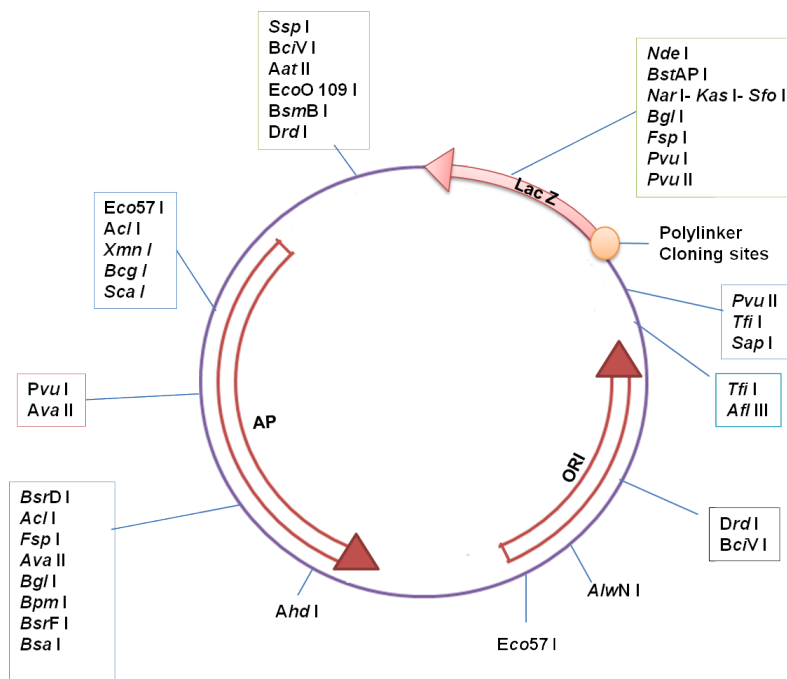 Ssp I
BciV I
Aat II
EcoO 109 I
BsmB I
Drd I
Nde I
BstAP I
Nar I- Kas I- Sfo I
Bgl I
Fsp I
Pvu I
Pvu II
Lac Z
Polylinker
Cloning sites
Eco57 I
Acl I
Xmn I
Bcg I
Sca I
Pvu II
Tfi I
Sap I
Tfi I
Afl III
Pvu I
Ava II
AP
ORI
BsrD I
Acl I
Fsp I
Ava II
Bgl I
Bpm I
BsrF I
Bsa I
Drd I
BciV I
Ahd I
AlwN I
Eco57 I